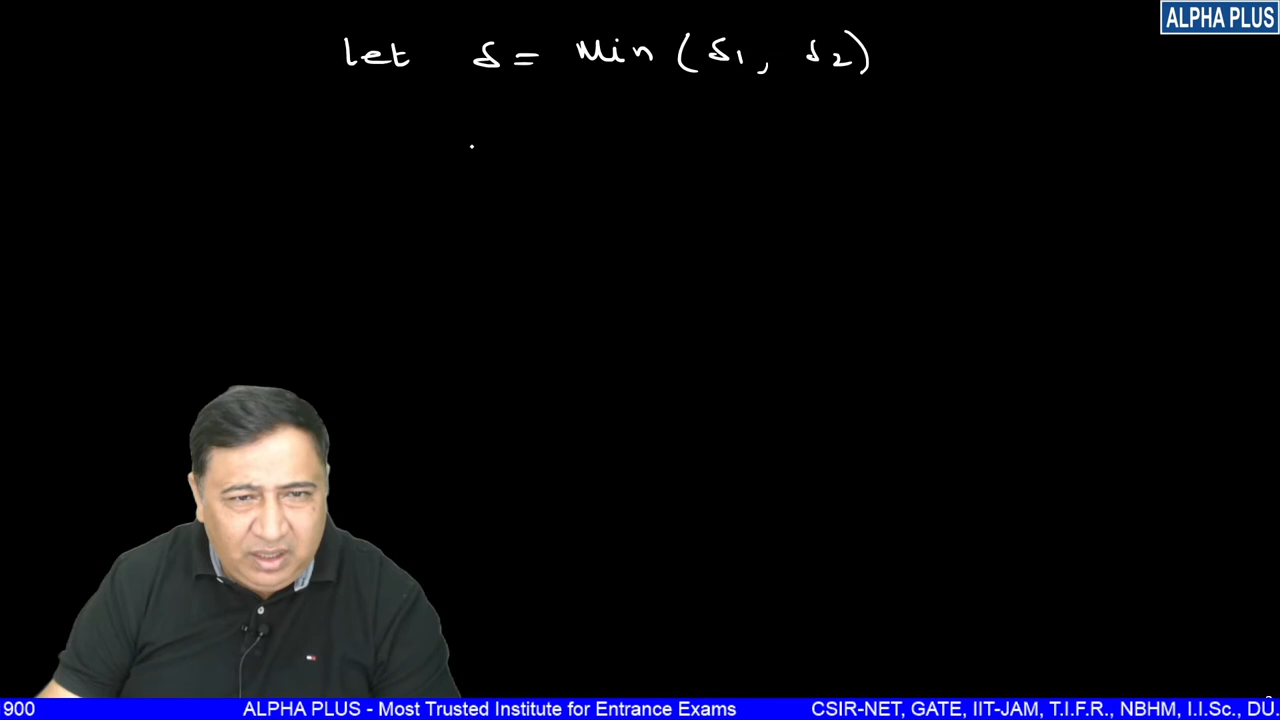 ALPHA PLUS
let δ = Min (δ1, δ2)
900 ALPHA PLUS - Most Trusted Institute for Entrance Exams CSIR-NET, GATE, IIT-JAM, T.I.F.R., NBHM, I.I.Sc., DU,